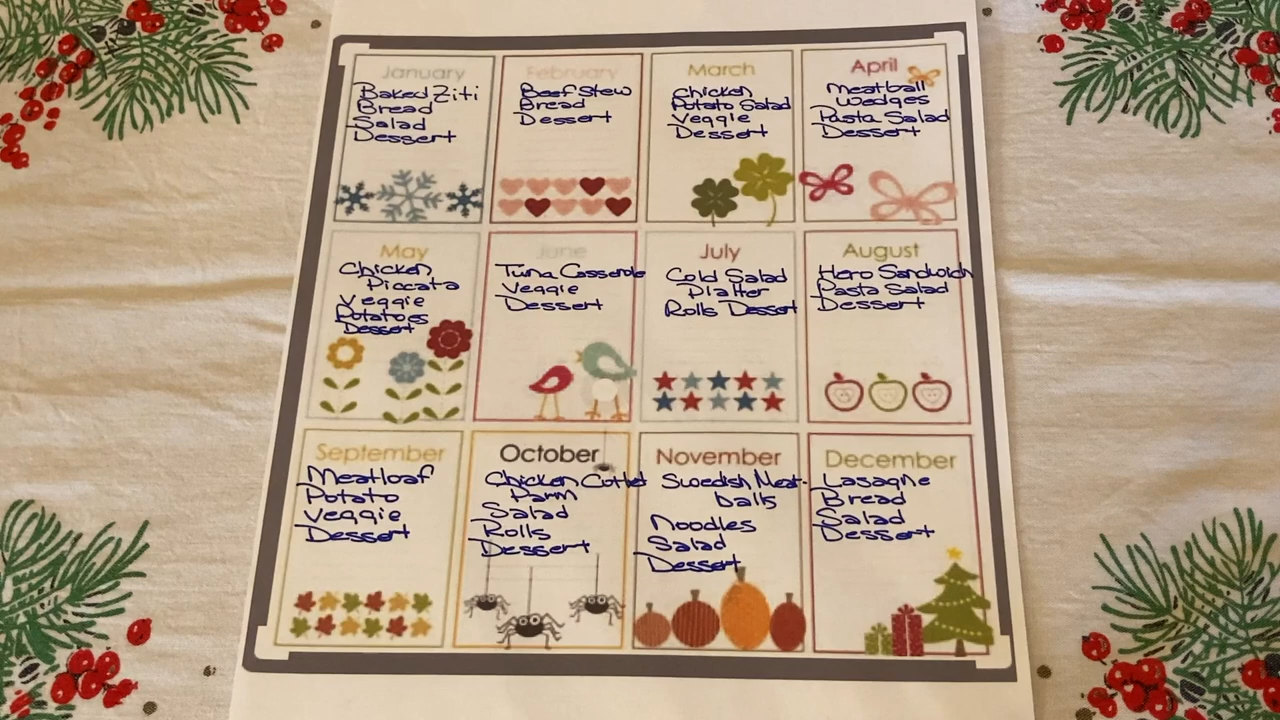 January
Baked Ziti
Bread
Salad
Dessert
February
Beef Stew
Bread
Dessert
March
Chicken
Potato Salad
Veggie
Dessert
April
Meatball
Wedges
Pasta Salad
Dessert
May
Chicken
Piccata
Veggie
Potatoes
Dessert
June
Tuna Casserole
Veggie
Dessert
July
Cold Salad
Platter
Rolls Dessert
August
Hero Sandwich
Pasta Salad
Dessert
September
Meatloaf
Potato
Veggie
Dessert
October
Chicken Cutlet
Parm
Salad
Rolls
Dessert
November
Swedish Meat-
balls
Noodles
Salad
Dessert
December
Lasagne
Bread
Salad
Dessert